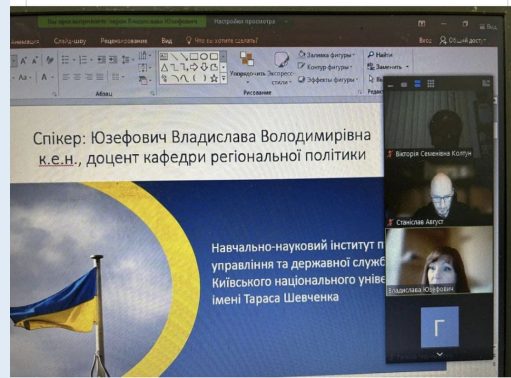 Вы просматриваете экран Владислава Юзефович
Настройки просмотра
Анимация Слайд-шоу Рецензирование Вид Что вы хотите сделать?
Вход Общий доступ
Заливка фигуры
Контур фигуры
Эффекты фигуры
Упорядочить Экспресс-
стили
Найти
Заменить
Абзац
Рисование
Спікер: Юзефович Владислава Володимирівна
к.е.н., доцент кафедри регіональної політики
Навчально-науковий інститут п
управління та державної служб
Київського національного уніве
імені Тараса Шевченка
Вікторія Семенівна Колтун
Станіслав Август
Владислава Юзефович
Г